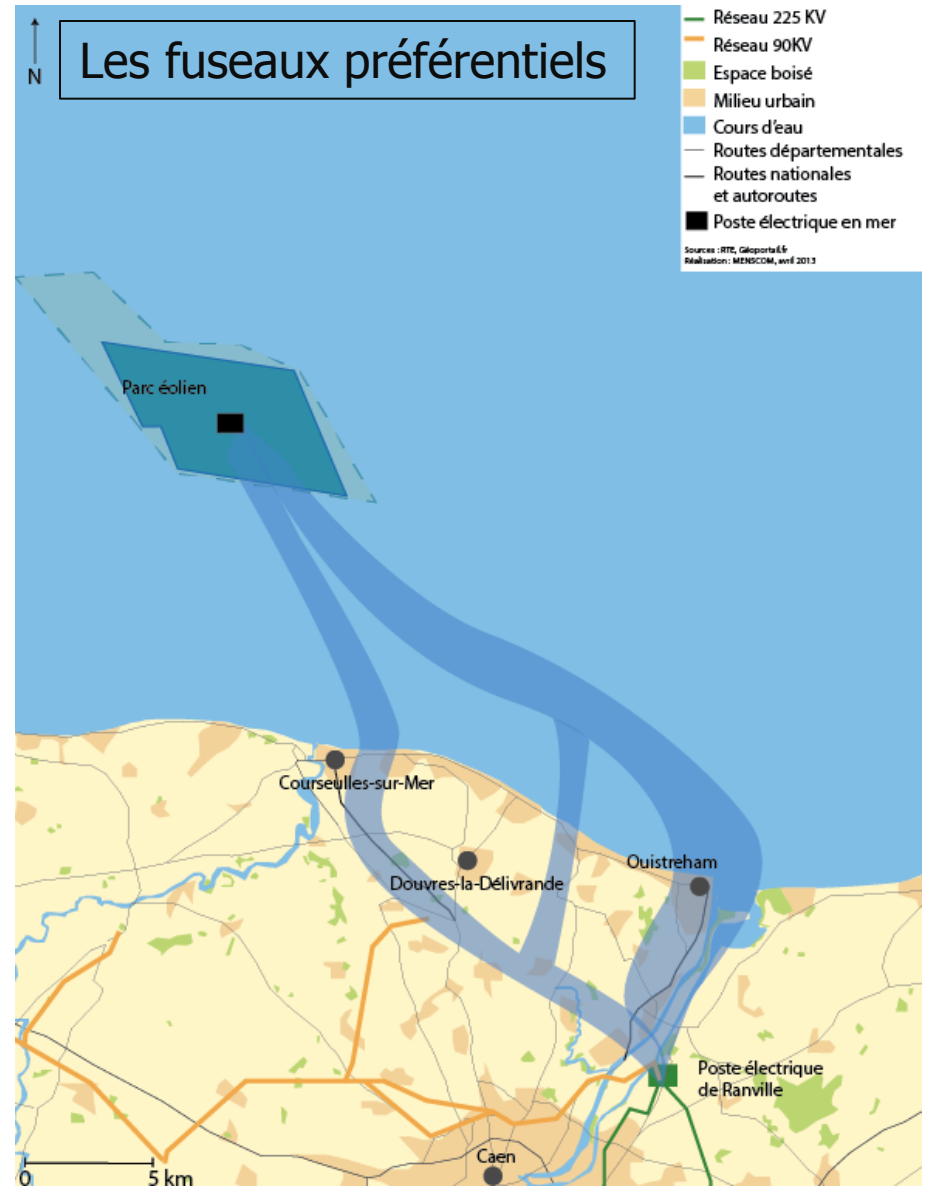 N
Les fuseaux préférentiels
Réseau 225 KV
Réseau 90KV
Espace boisé
Milieu urbain
Cours d'eau
Routes départementales
Routes nationales
et autoroutes
Poste électrique en mer
Sources : RTE, Géoportail.fr
Réalisation : MENSCOM, avril 2013
Parc éolien
Courseulles-sur-Mer
Douvres-la-Délivrande
Ouistreham
Poste électrique
de Ranville
Caen
0
5 km